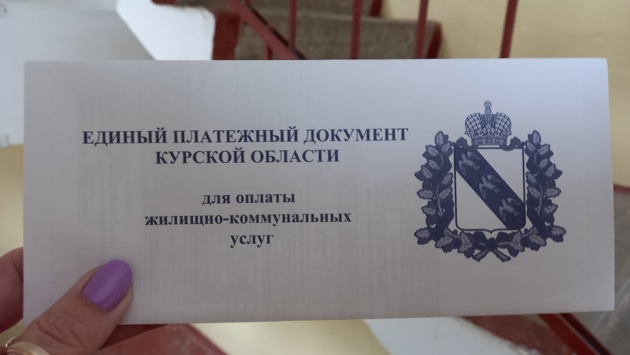 ЕДИНЫЙ ПЛАТЕЖНЫЙ ДОКУМЕНТ
КУРСКОЙ ОБЛАСТИ
для оплаты
жилищно-коммунальных
услуг